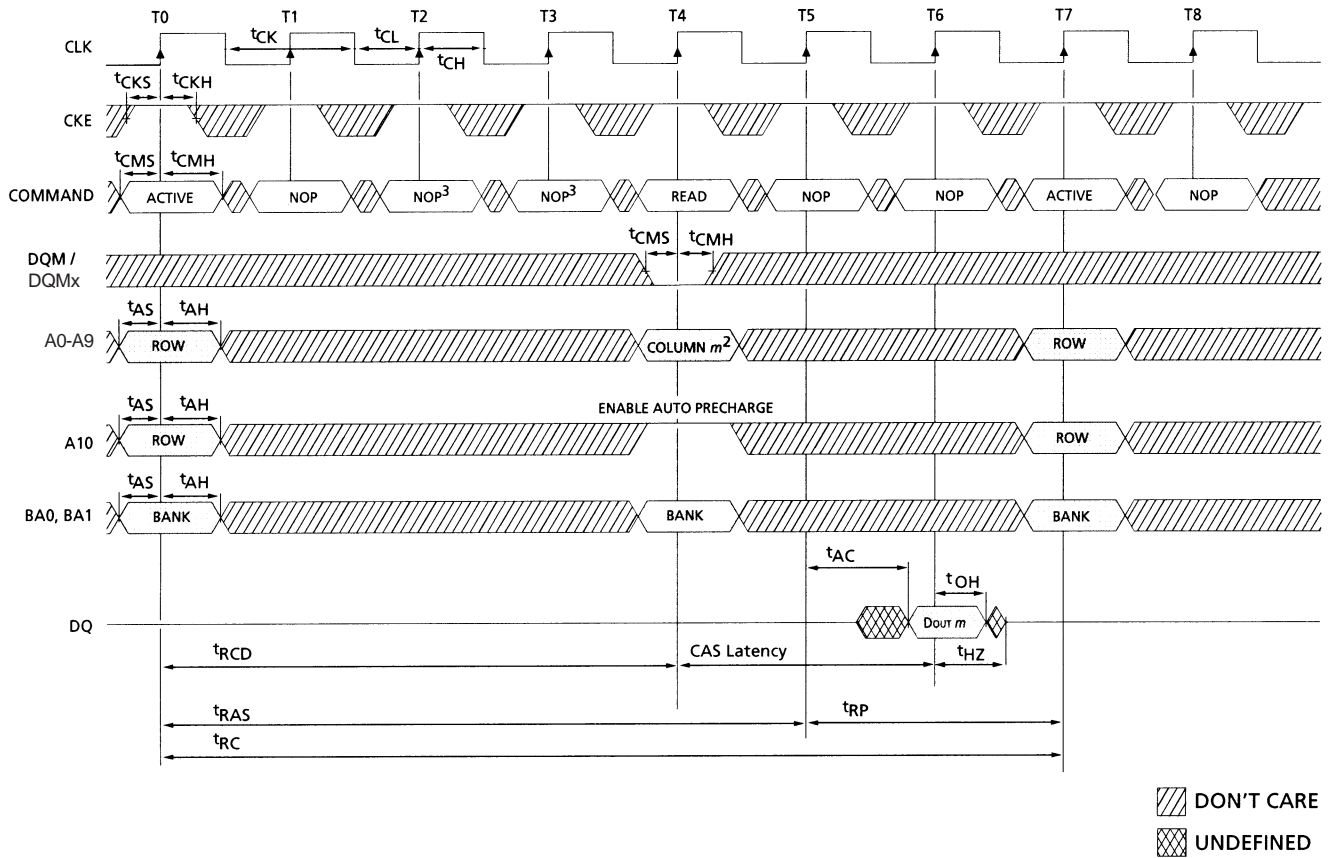 T0 T1 T2 T3 T4 T5 T6 T7 T8
CLK
tCK tCL
tCH
tCKS tCKH
CKE
tCMS tCMH
COMMAND ACTIVE NOP NOP3 NOP3 READ NOP NOP ACTIVE NOP
tCMS tCMH
DQM /
DQMx
tAS tAH
A0-A9 ROW COLUMN m2 ROW
tAS tAH ENABLE AUTO PRECHARGE
A10 ROW ROW
tAS tAH
BA0, BA1 BANK BANK BANK
tAC
tOH
DQ DOUT m
tRCD CAS Latency tHZ
tRAS tRP
tRC
DON'T CARE
UNDEFINED